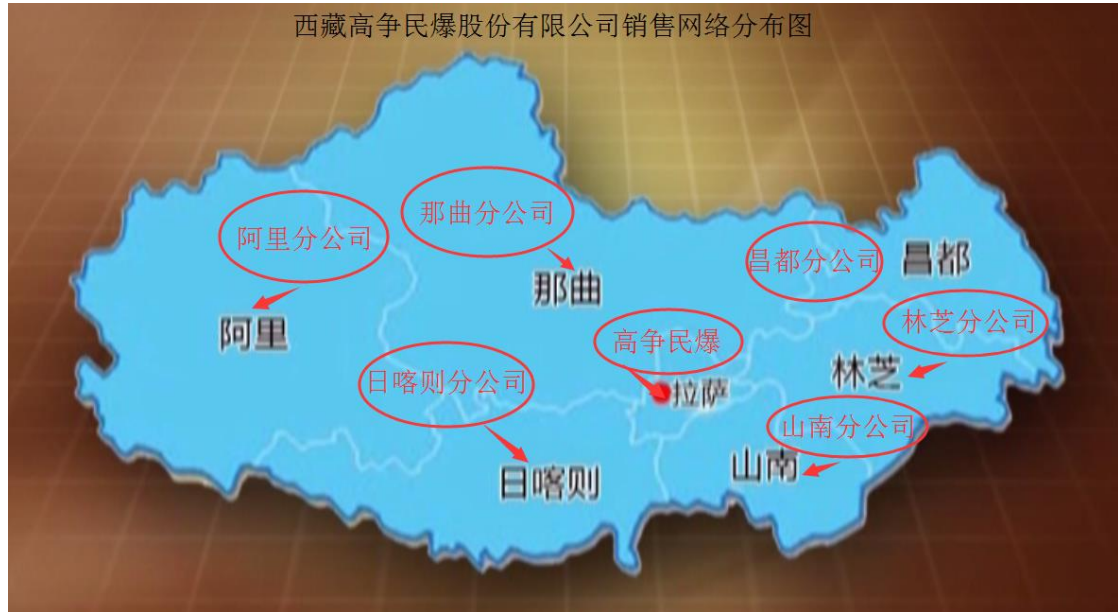 西藏高争民爆股份有限公司销售网络分布图
那曲分公司
阿里分公司
昌都分公司
昌都
那曲
林芝分公司
阿里
高争民爆
林芝
日喀则分公司
拉萨
山南分公司
山南
日喀则